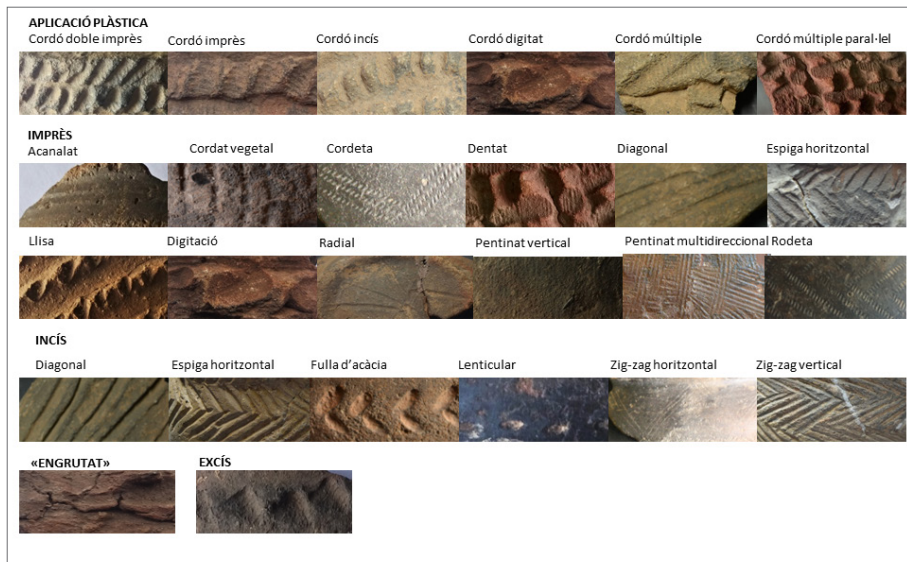 APLICACIÓ PLÀSTICA
Cordó doble imprès Cordó imprès Cordó incís Cordó digitat Cordó múltiple Cordó múltiple paral·lel
IMPRÈS
Acanalat Cordat vegetal Cordeta Dentat Diagonal Espiga horitzontal
Llisa Digitació Radial Pentinat vertical Pentinat multidireccional Rodeta
INCÍS
Diagonal Espiga horitzontal Fulla d'acàcia Lenticular Zig-zag horitzontal Zig-zag vertical
«ENGRUTAT» EXCÍS